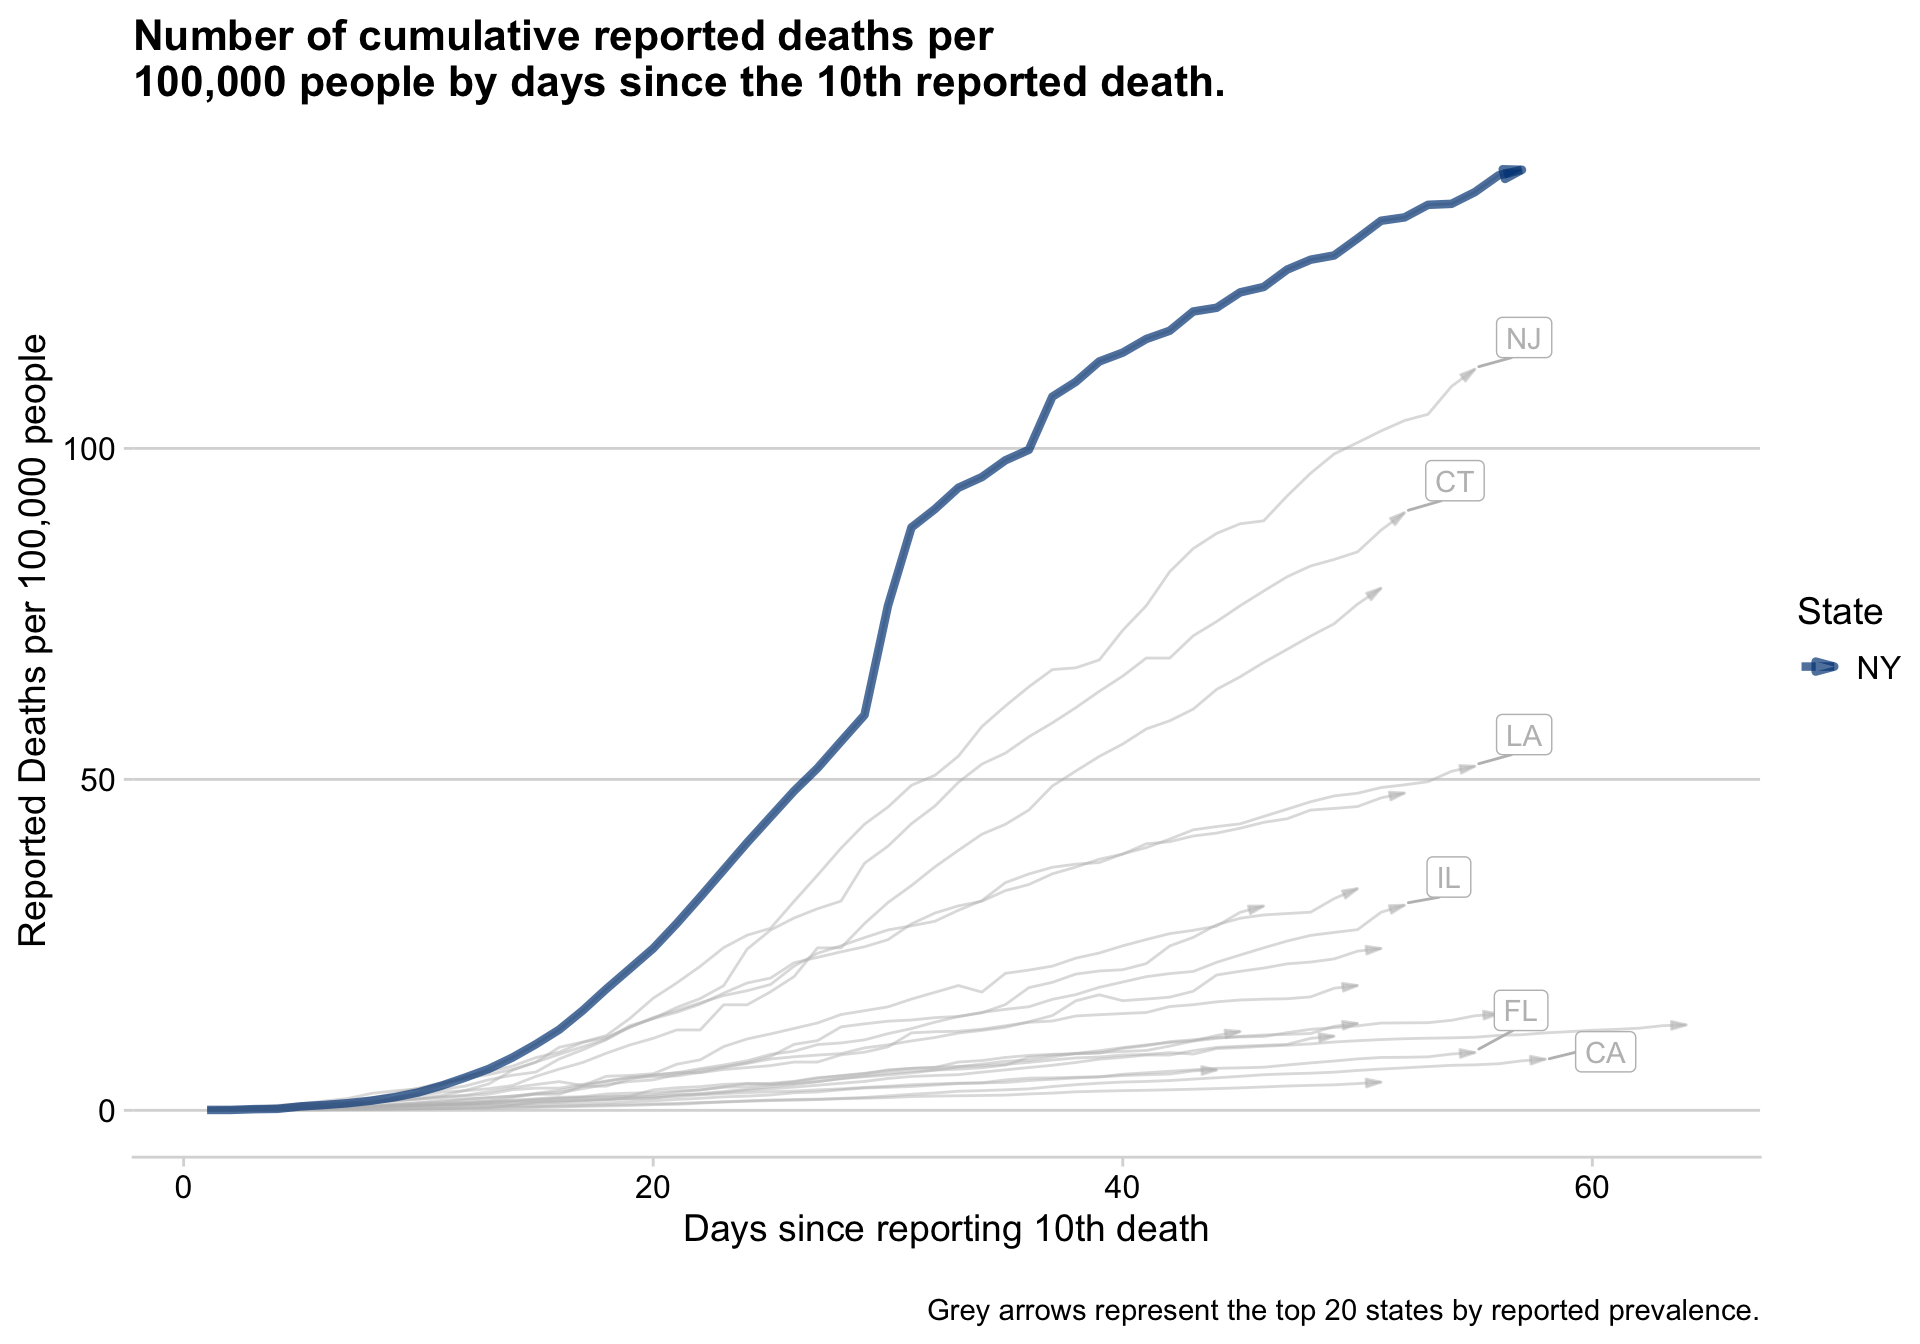 Number of cumulative reported deaths per
100,000 people by days since the 10th reported death.
Reported Deaths per 100,000 people
100
50
0
NJ
CT
LA
IL
FL
CA
State
NY
0
20
40
60
Days since reporting 10th death
Grey arrows represent the top 20 states by reported prevalence.